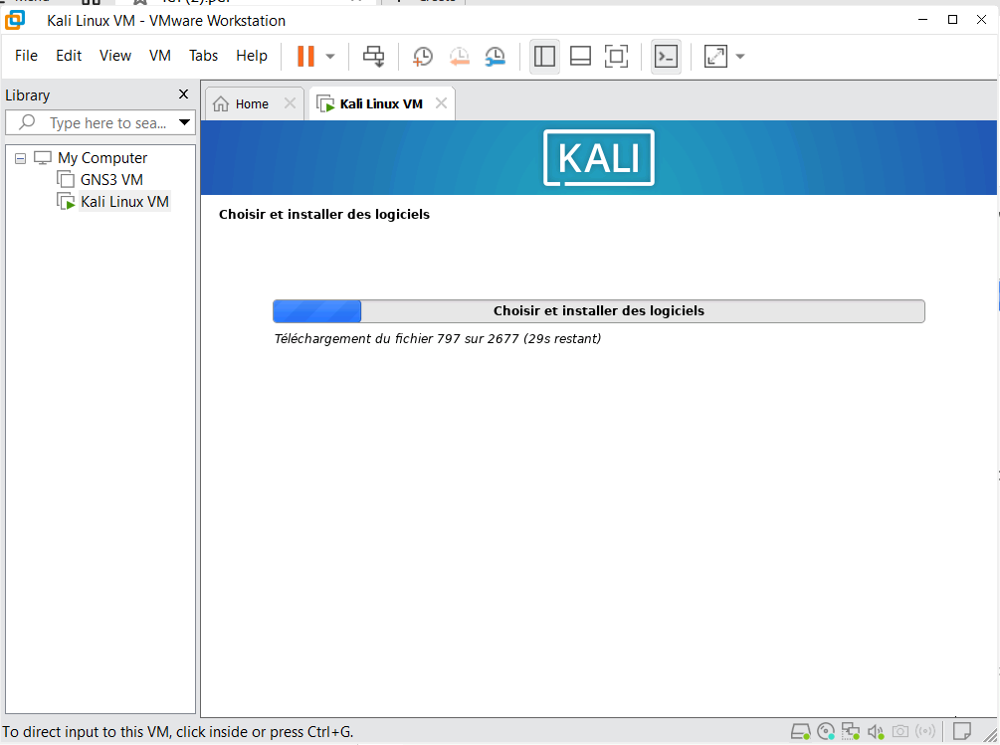 Kali Linux VM - VMware Workstation
File Edit View VM Tabs Help
Library
Home
Kali Linux VM
Type here to sea...
My Computer
GNS3 VM
Kali Linux VM
KALI
Choisir et installer des logiciels
Choisir et installer des logiciels
Téléchargement du fichier 797 sur 2677 (29s restant)
To direct input to this VM, click inside or press Ctrl+G.